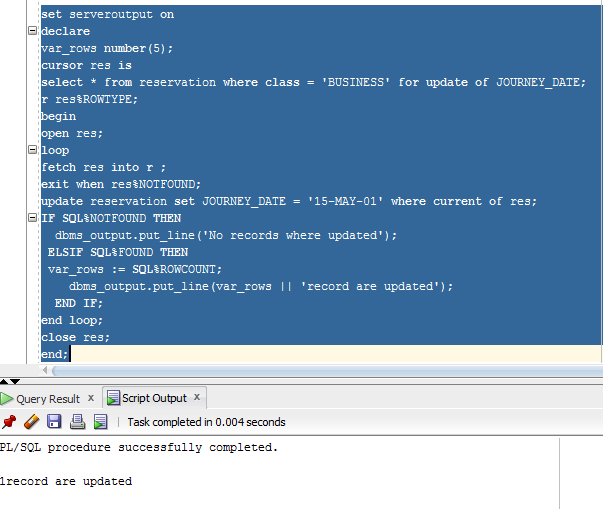 set serveroutput on
declare
var_rows number(5);
cursor res is
select * from reservation where class = 'BUSINESS' for update of JOURNEY_DATE;
r res%ROWTYPE;
begin
open res;
loop
fetch res into r ;
exit when res%NOTFOUND;
update reservation set JOURNEY_DATE = '15-MAY-01' where current of res;
IF SQL%NOTFOUND THEN
dbms_output.put_line('No records where updated');
ELSIF SQL%FOUND THEN
var_rows := SQL%ROWCOUNT;
dbms_output.put_line(var_rows || 'record are updated');
END IF;
end loop;
close res;
end;
Query Result x Script Output x
Task completed in 0.004 seconds
PL/SQL procedure successfully completed.
1record are updated